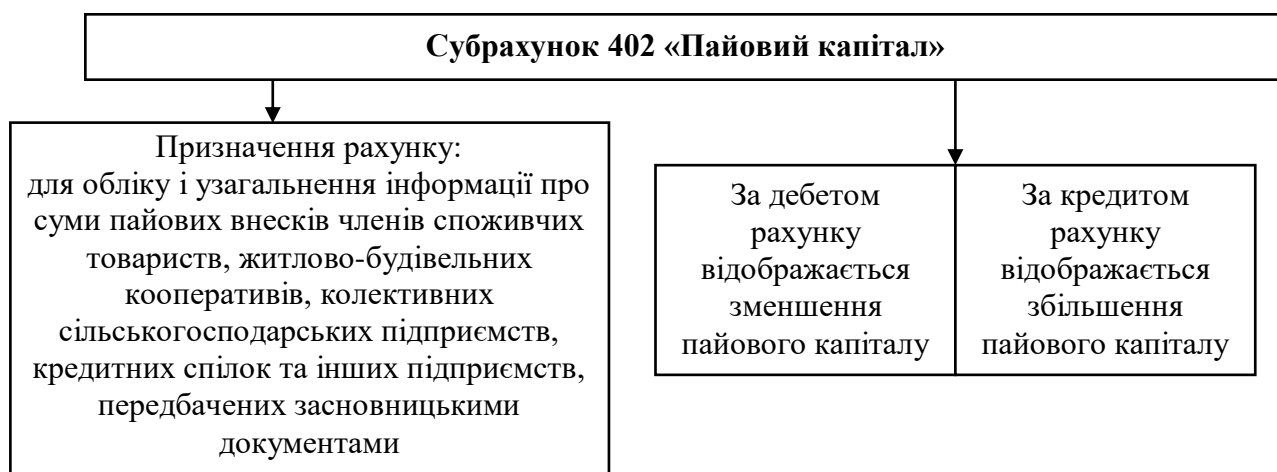 Субрахунок 402 «Пайовий капітал»
Призначення рахунку:
для обліку і узагальнення інформації про
суми пайових внесків членів споживчих
товариств, житлово-будівельних
кооперативів, колективних
сільськогосподарських підприємств,
кредитних спілок та інших підприємств,
передбачених засновницькими
документами
За дебетом
рахунку
відображається
зменшення
пайового капіталу
За кредитом
рахунку
відображається
збільшення
пайового капіталу